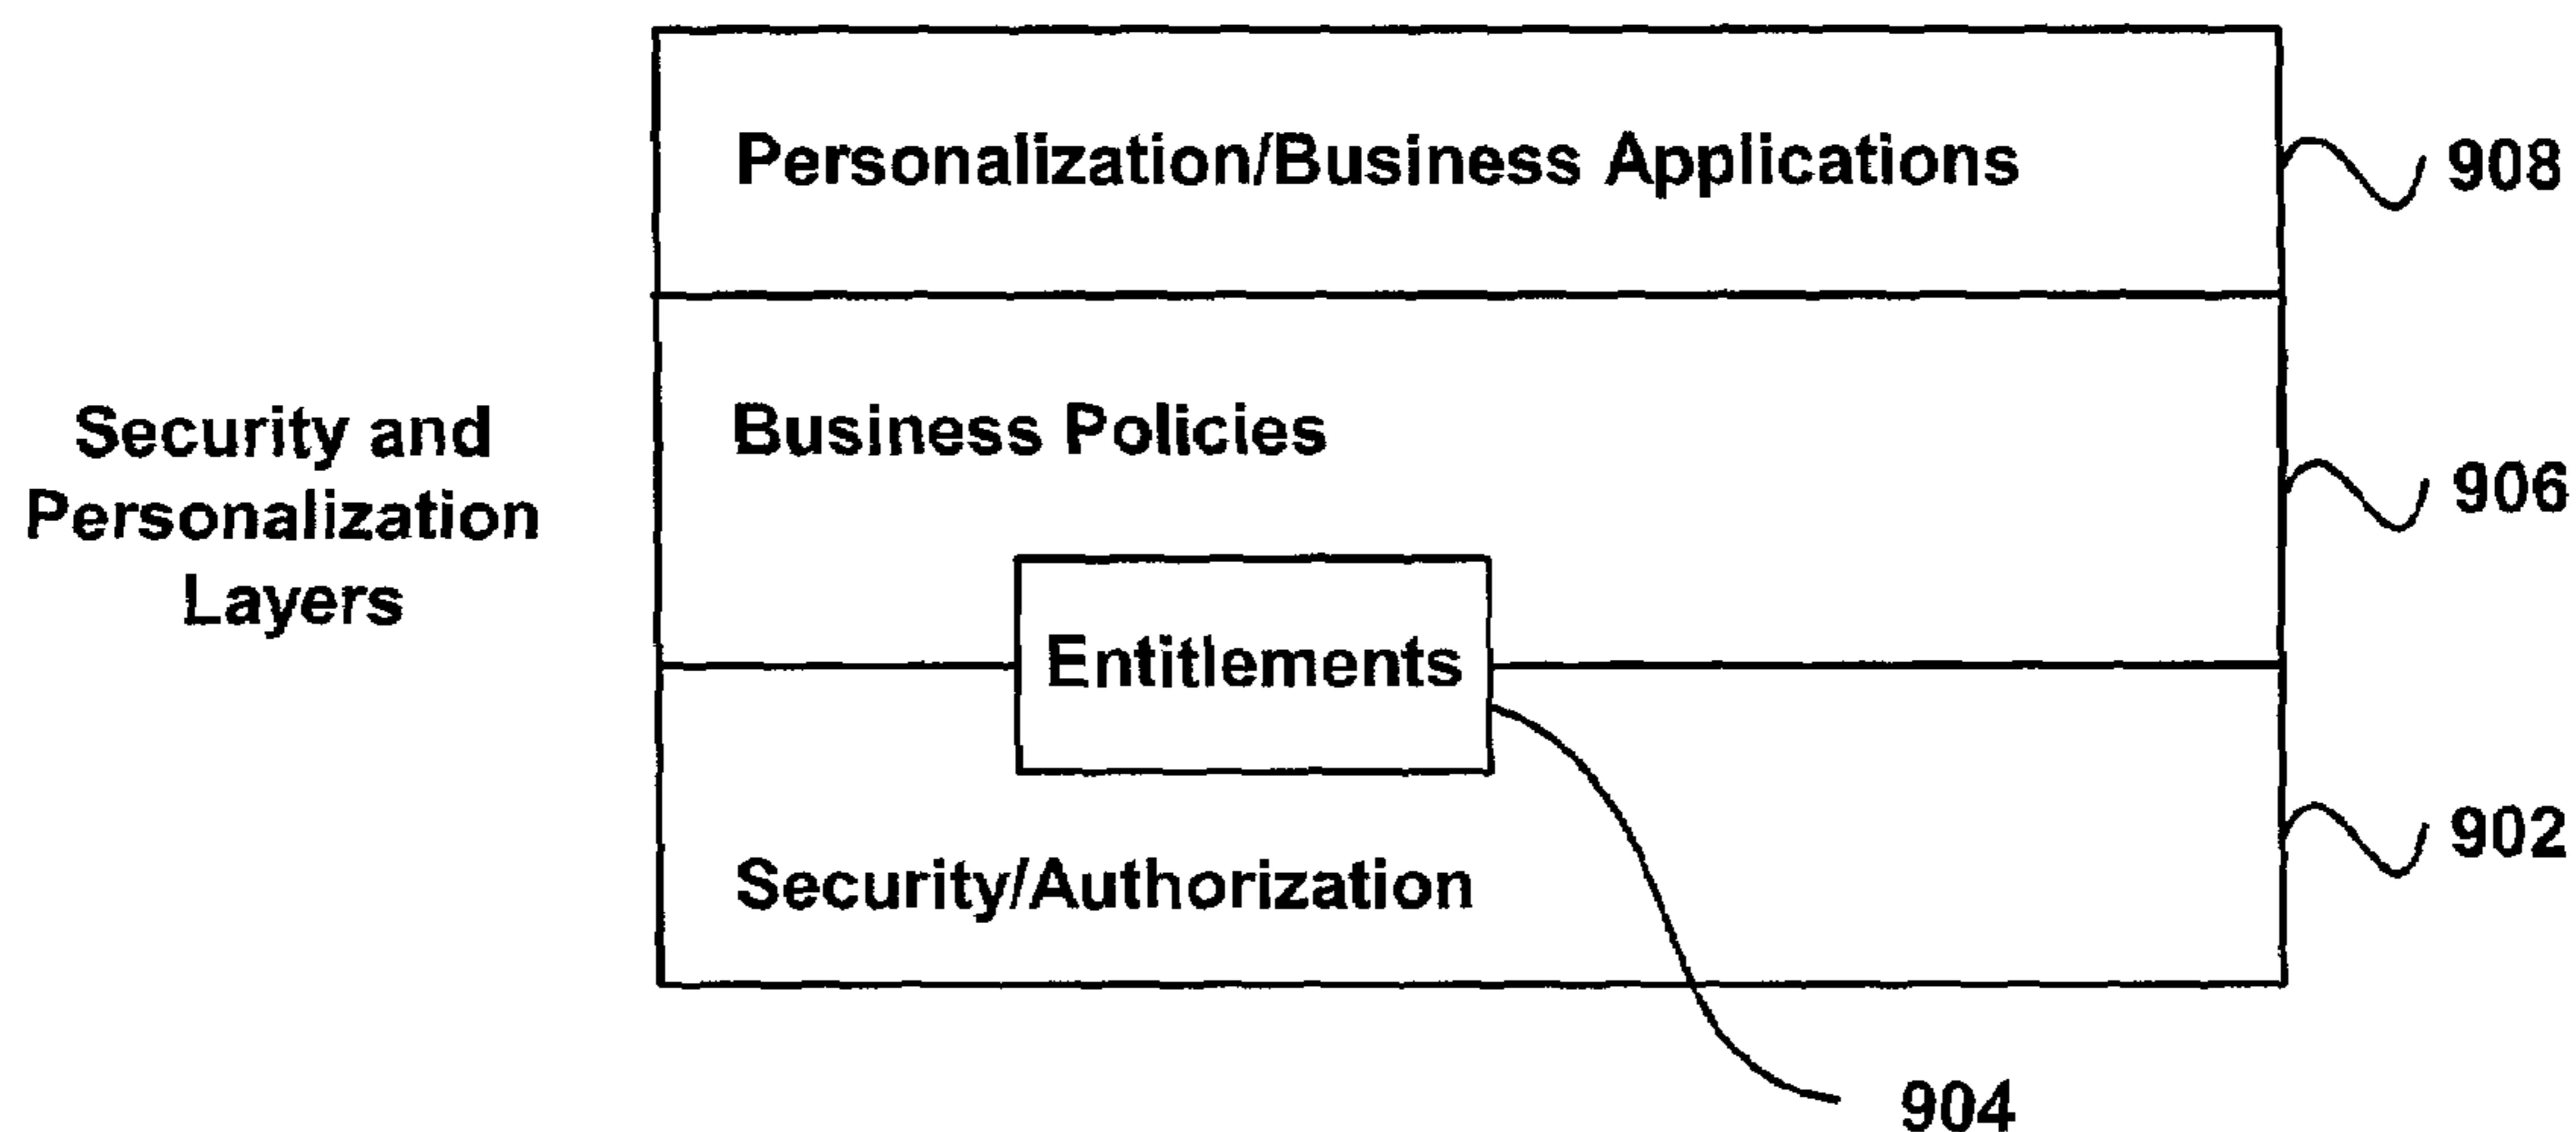 Personalization/Business Applications
908
Security and
Personalization
Layers
Business Policies
906
Entitlements
902
Security/Authorization
904